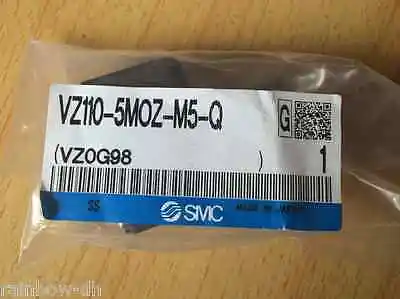 VZ110-5MOZ-M5-Q
G
(VZ0G98 )
1
SS
SMC
MADE IN JAPAN
rainbow-dh